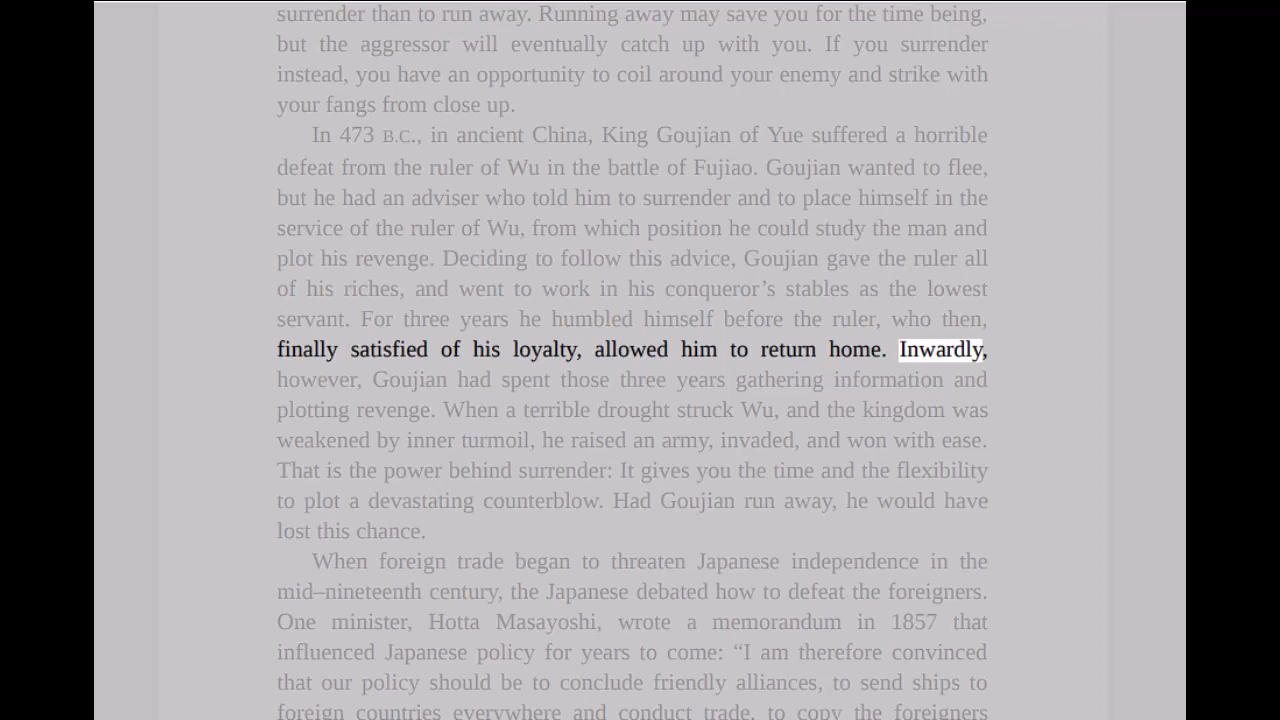 surrender than to run away. Running away may save you for the time being,
but the aggressor will eventually catch up with you. If you surrender
instead, you have an opportunity to coil around your enemy and strike with
your fangs from close up.
In 473 B.C., in ancient China, King Goujian of Yue suffered a horrible
defeat from the ruler of Wu in the battle of Fujiao. Goujian wanted to flee,
but he had an adviser who told him to surrender and to place himself in the
service of the ruler of Wu, from which position he could study the man and
plot his revenge. Deciding to follow this advice, Goujian gave the ruler all
of his riches, and went to work in his conqueror’s stables as the lowest
servant. For three years he humbled himself before the ruler, who then,
finally satisfied of his loyalty, allowed him to return home. Inwardly,
however, Goujian had spent those three years gathering information and
plotting revenge. When a terrible drought struck Wu, and the kingdom was
weakened by inner turmoil, he raised an army, invaded, and won with ease.
That is the power behind surrender: It gives you the time and the flexibility
to plot a devastating counterblow. Had Goujian run away, he would have
lost this chance.
When foreign trade began to threaten Japanese independence in the
mid–nineteenth century, the Japanese debated how to defeat the foreigners.
One minister, Hotta Masayoshi, wrote a memorandum in 1857 that
influenced Japanese policy for years to come: “I am therefore convinced
that our policy should be to conclude friendly alliances, to send ships to
foreign countries everywhere and conduct trade, to copy the foreigners